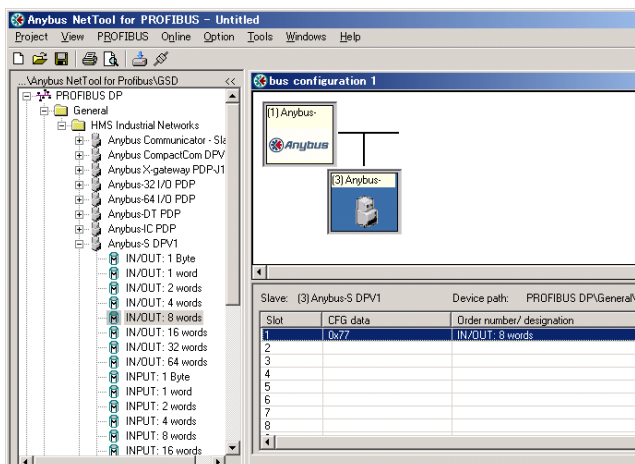 Anybus NetTool for PROFIBUS - Untitled
Project View PROFIBUS Online Option Tools Windows Help
...\Anybus NetTool for Profibus\GSD <<
PROFIBUS DP
General
HMS Industrial Networks
Anybus Communicator - Sla
Anybus CompactCom DPV
Anybus X-gateway PDP-J1
Anybus-32 I/O PDP
Anybus-64 I/O PDP
Anybus-DT PDP
Anybus-IC PDP
Anybus-S DPV1
IN/OUT: 1 Byte
IN/OUT: 1 word
IN/OUT: 2 words
IN/OUT: 4 words
IN/OUT: 8 words
IN/OUT: 16 words
IN/OUT: 32 words
IN/OUT: 64 words
INPUT: 1 Byte
INPUT: 1 word
INPUT: 2 words
INPUT: 4 words
INPUT: 8 words
INPUT: 16 words
bus configuration 1
(1) Anybus-
Anybus
(3) Anybus-
Slave: (3) Anybus-S DPV1 Device path: PROFIBUS DP\General\
Slot CFG data Order number/ designation
1 0x77 IN/OUT: 8 words
2
3
4
5
6
7
8